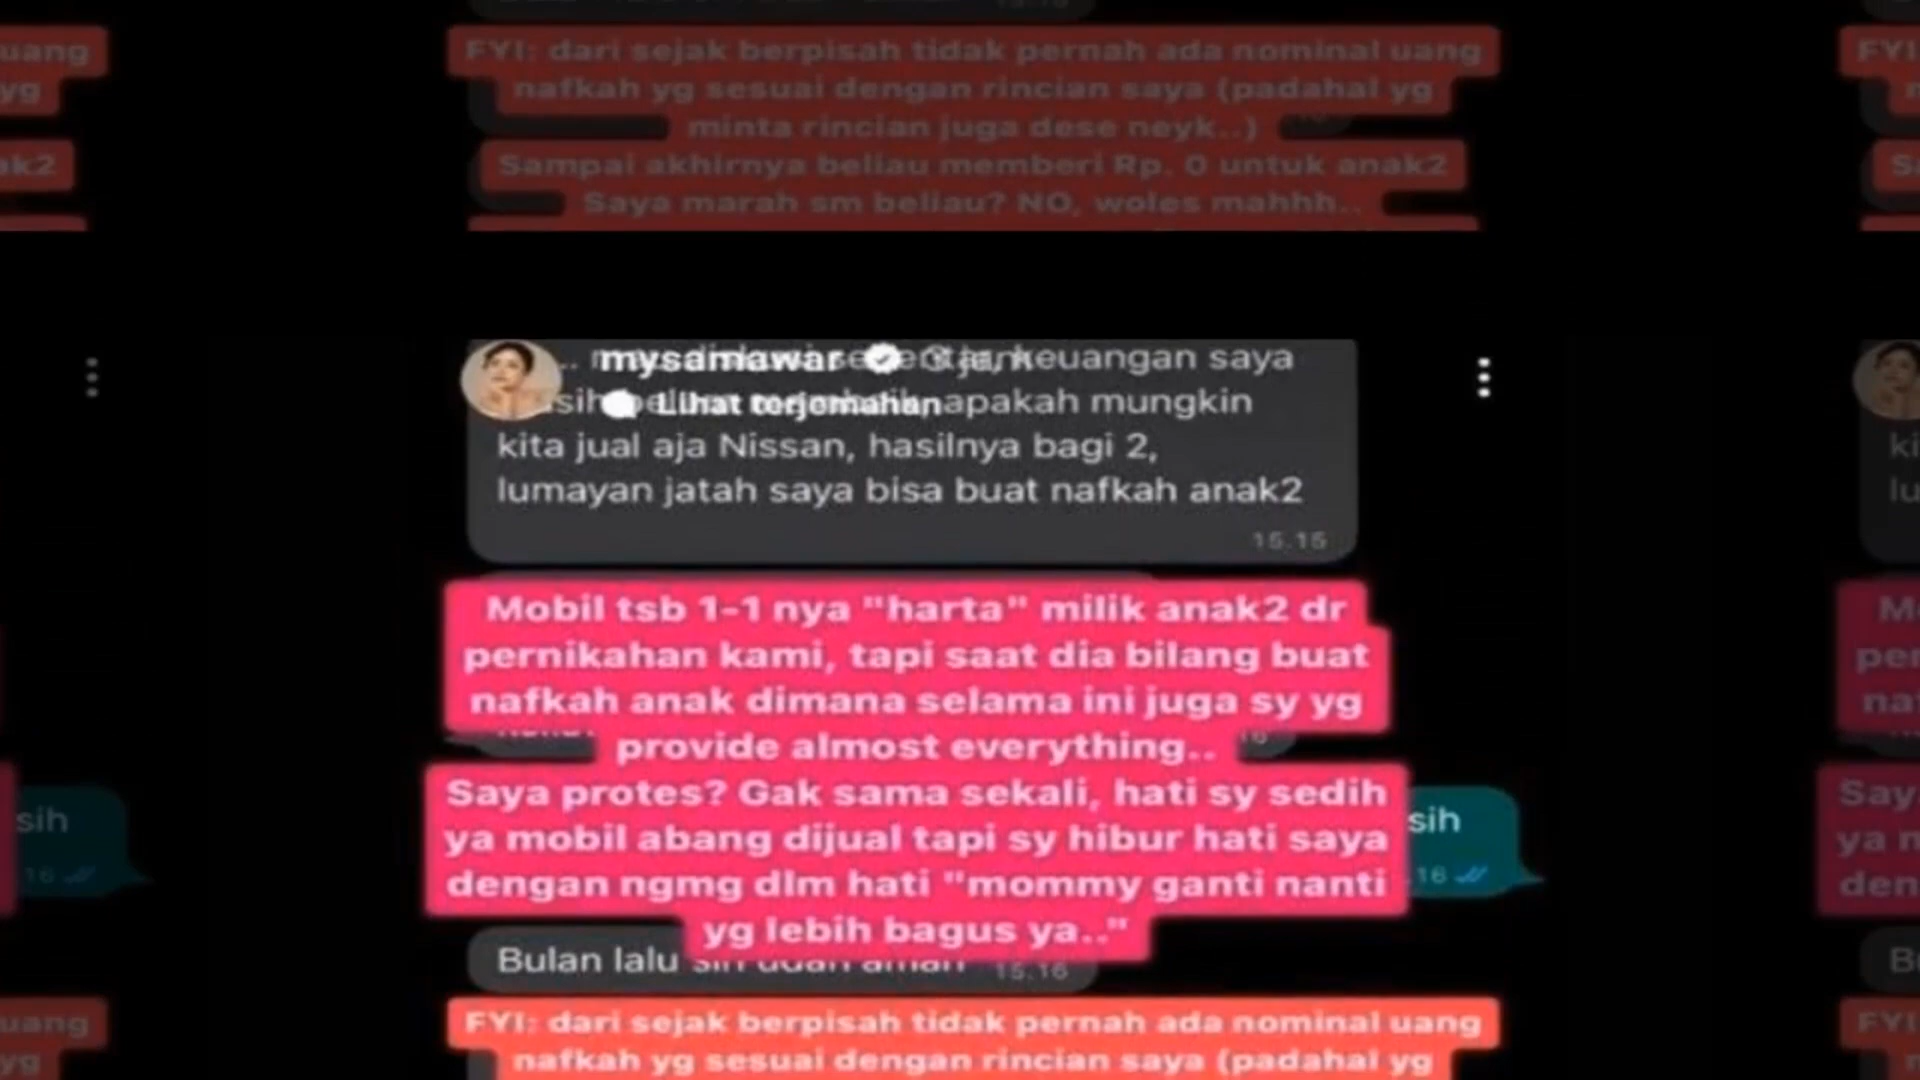 FYI: dari sejak berpisah tidak pernah ada nominal uang
nafkah yg sesuai dengan rincian saya (padahal yg
minta rincian juga dese neyk..)
Sampai akhirnya beliau memberi Rp. 0 untuk anak2
Saya marah sm beliau? NO, woles mahhh..
mysamawar
keuangan saya
Lihat terjemahan
apakah mungkin
kita jual aja Nissan, hasilnya bagi 2,
lumayan jatah saya bisa buat nafkah anak2
15.15
Mobil tsb 1-1 nya "harta" milik anak2 dr
pernikahan kami, tapi saat dia bilang buat
nafkah anak dimana selama ini juga sy yg
provide almost everything..
Saya protes? Gak sama sekali, hati sy sedih
ya mobil abang dijual tapi sy hibur hati saya
dengan ngmg dlm hati "mommy ganti nanti
yg lebih bagus ya.."
sih
16
Bulan lalu sih udah aman
15.16
FYI: dari sejak berpisah tidak pernah ada nominal uang
nafkah yg sesuai dengan rincian saya (padahal yg